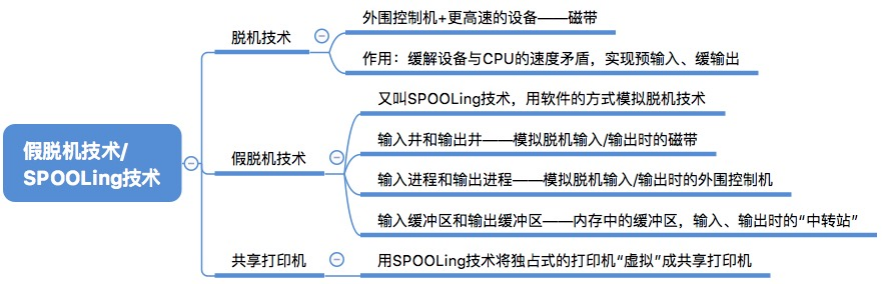 假脱机技术/
SPOOLing技术
脱机技术
外围控制机+更高速的设备——磁带
作用：缓解设备与CPU的速度矛盾，实现预输入、缓输出
假脱机技术
又叫SPOOLing技术，用软件的方式模拟脱机技术
输入井和输出井——模拟脱机输入/输出时的磁带
输入进程和输出进程——模拟脱机输入/输出时的外围控制机
输入缓冲区和输出缓冲区——内存中的缓冲区，输入、输出时的“中转站”
共享打印机
用SPOOLing技术将独占式的打印机“虚拟”成共享打印机